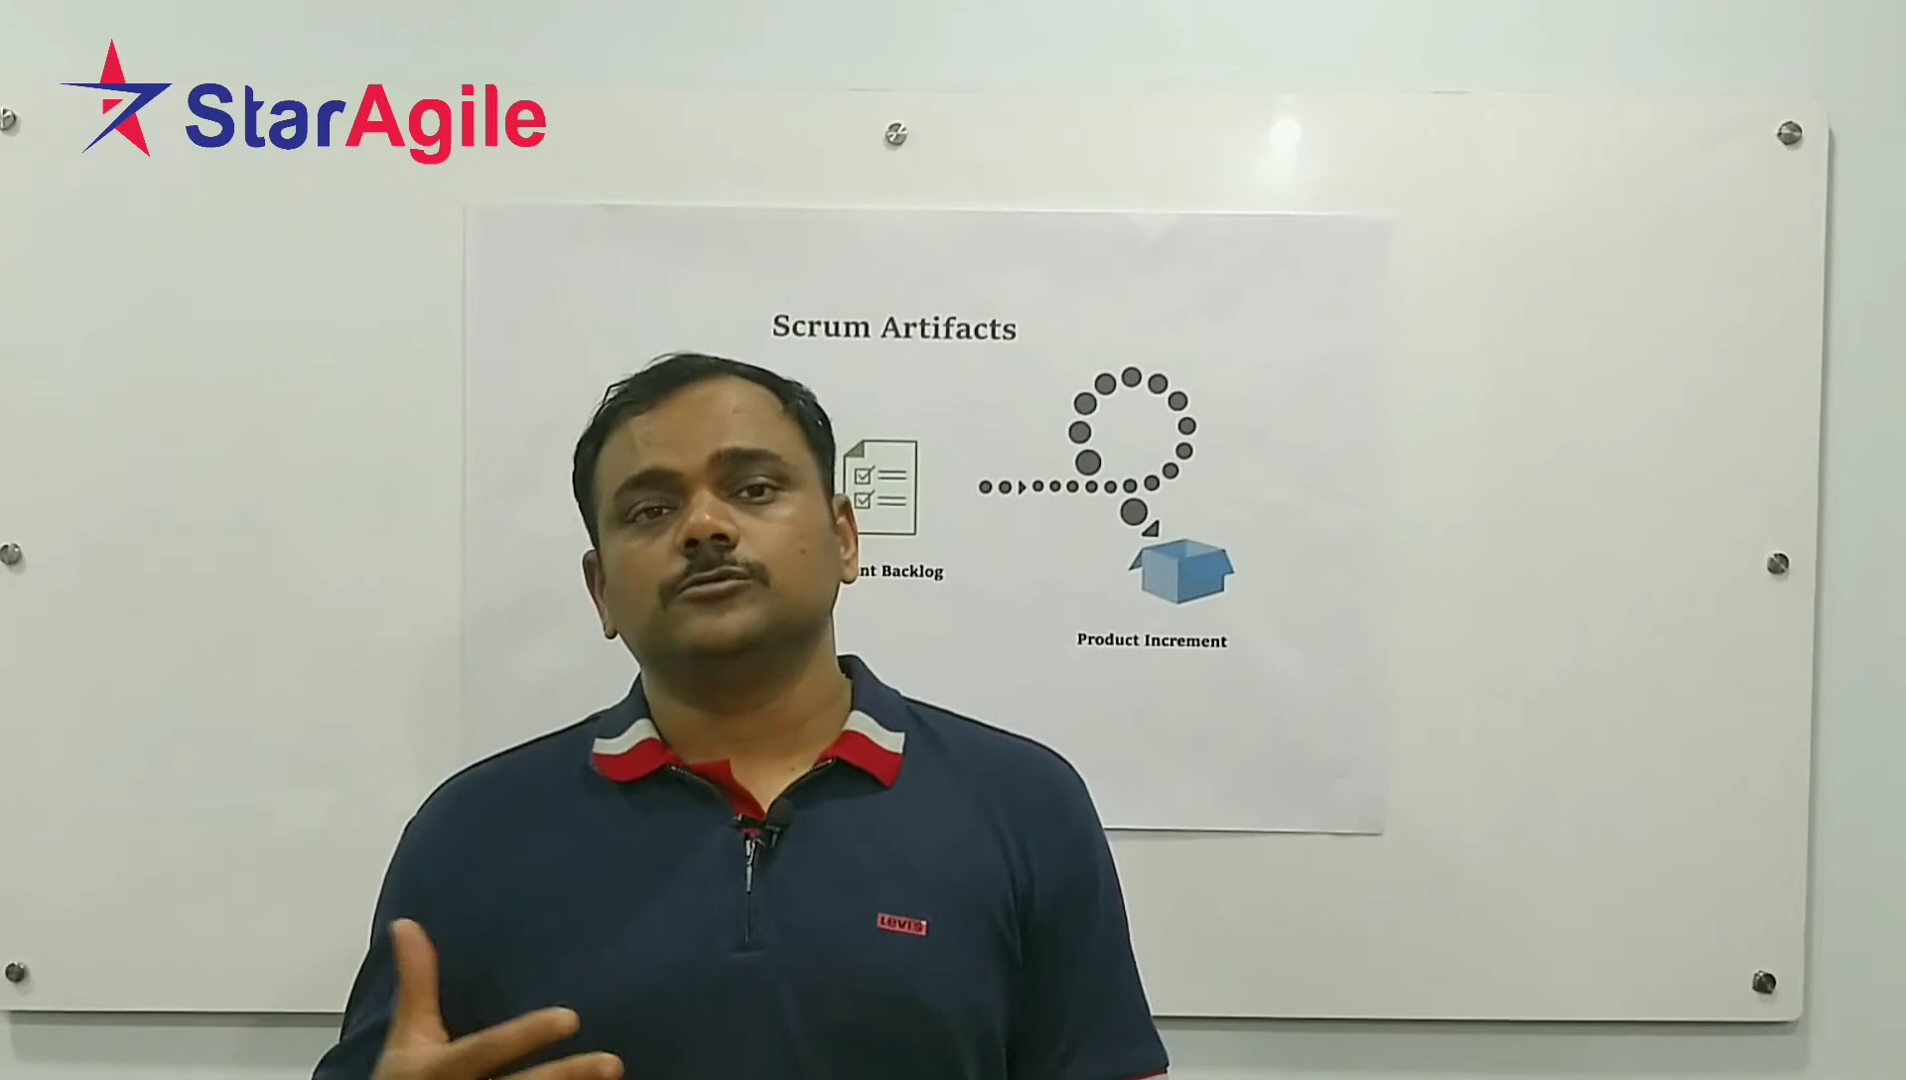 StarAgile
Scrum Artifacts
nt Backlog
Product Increment
Levi's